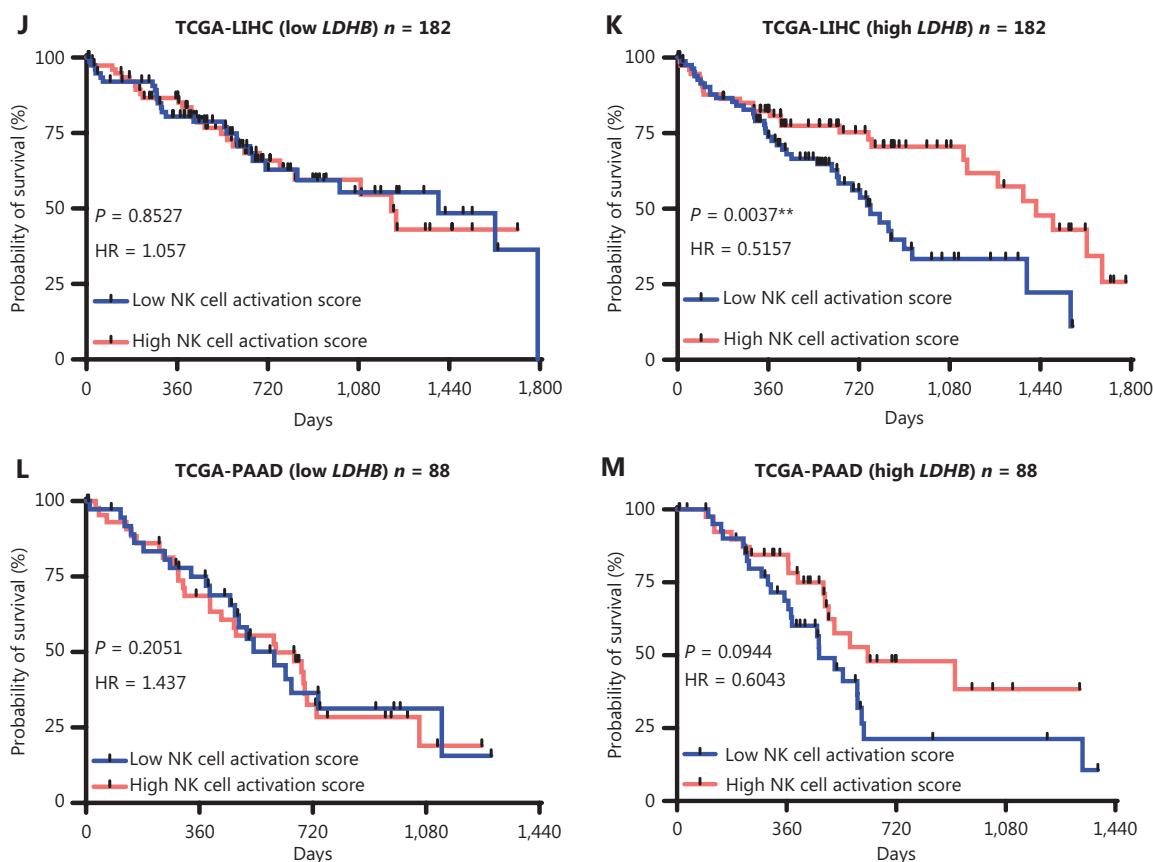 J
TCGA-LIHC (low LDHB) n = 182
Probability of survival (%)
100
75
50
25
0
P = 0.8527
HR = 1.057
Low NK cell activation score
High NK cell activation score
0 360 720 1,080 1,440 1,800
Days
K
TCGA-LIHC (high LDHB) n = 182
Probability of survival (%)
100
75
50
25
0
P = 0.0037**
HR = 0.5157
Low NK cell activation score
High NK cell activation score
0 360 720 1,080 1,440 1,800
Days
L
TCGA-PAAD (low LDHB) n = 88
Probability of survival (%)
100
75
50
25
0
P = 0.2051
HR = 1.437
Low NK cell activation score
High NK cell activation score
0 360 720 1,080 1,440
Days
M
TCGA-PAAD (high LDHB) n = 88
Probability of survival (%)
100
75
50
25
0
P = 0.0944
HR = 0.6043
Low NK cell activation score
High NK cell activation score
0 360 720 1,080 1,440
Days